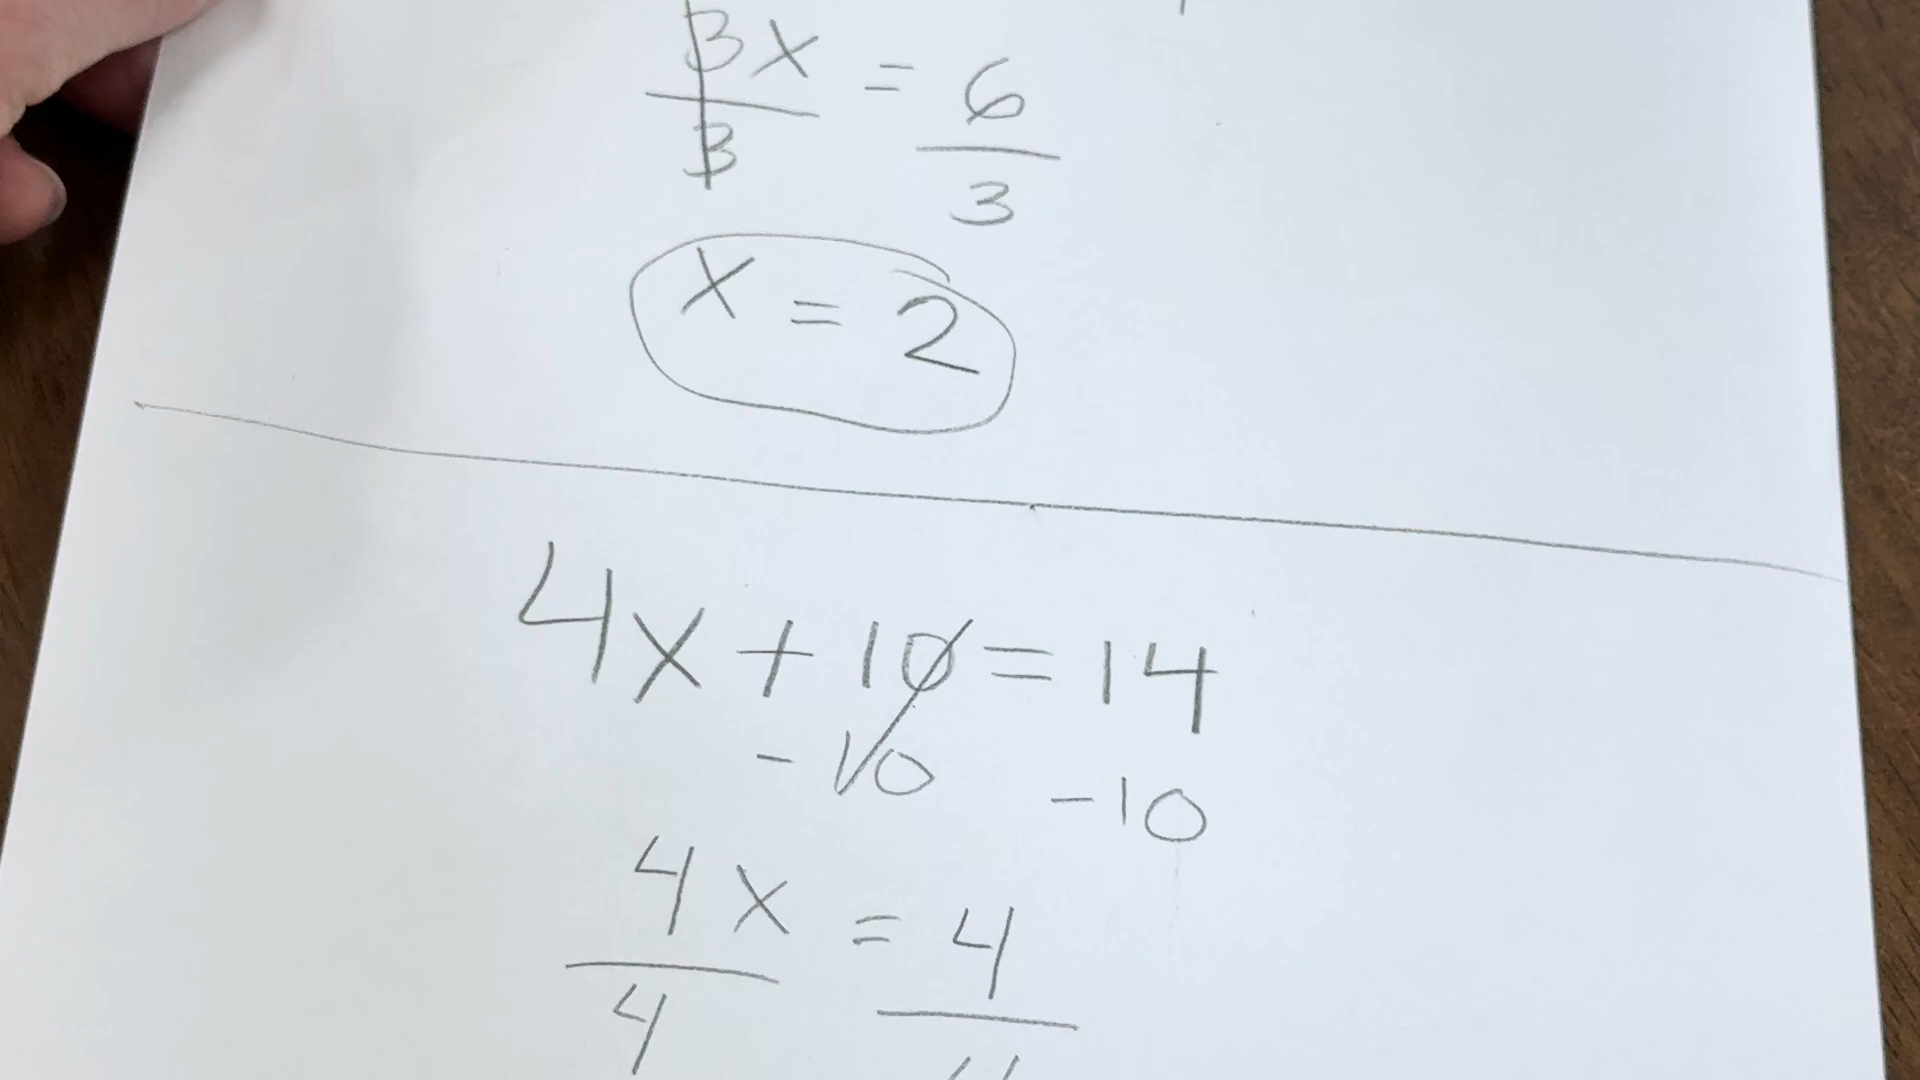 3x = 6
3 3
x = 2
4x + 10 = 14
- 10 -10
4x = 4
4